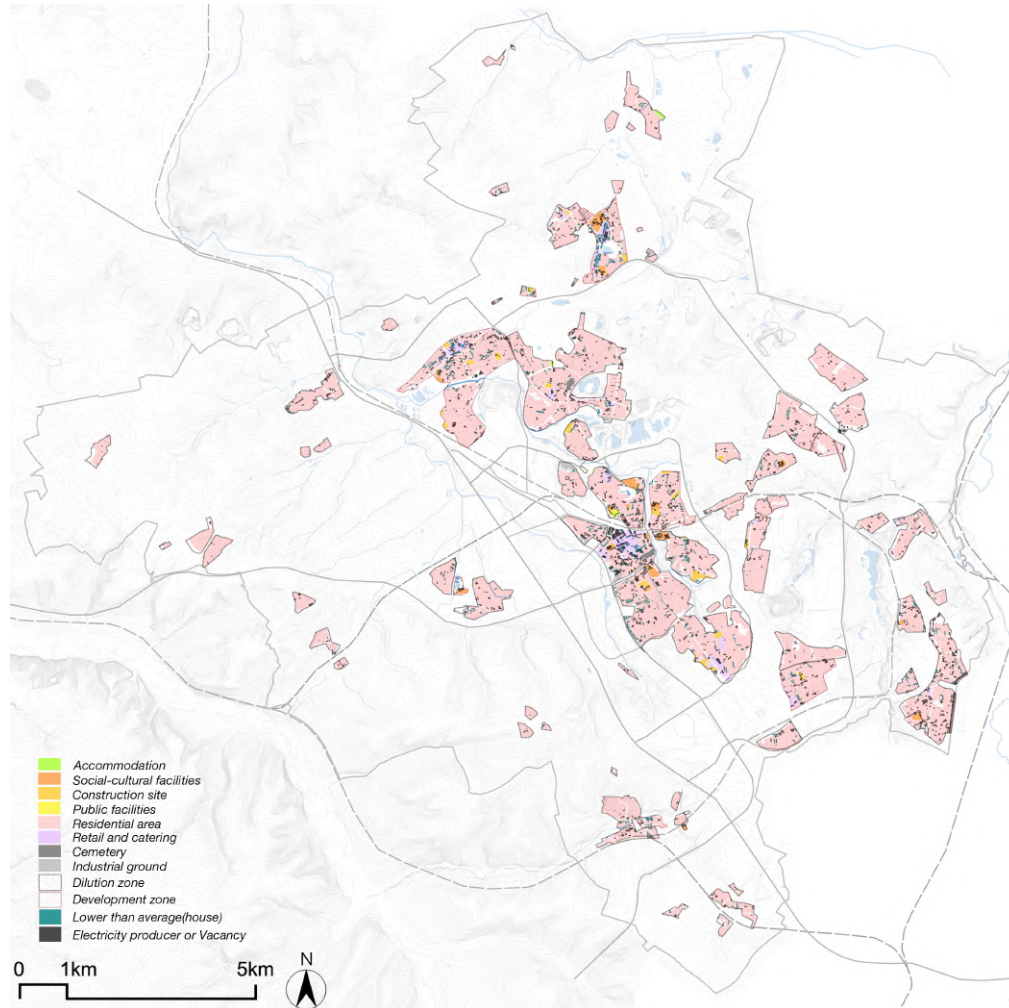 Accommodation
Social-cultural facilities
Construction site
Public facilities
Residential area
Retail and catering
Cemetery
Industrial ground
Dilution zone
Development zone
Lower than average(house)
Electricity producer or Vacancy
0 1km 5km N